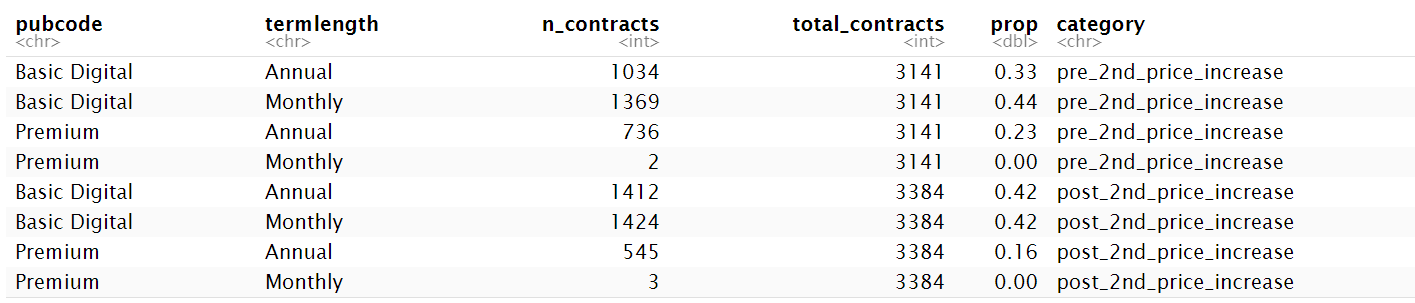 pubcode termlength n_contracts total_contracts prop category
<chr> <chr> <int> <int> <dbl> <chr>
Basic Digital Annual 1034 3141 0.33 pre_2nd_price_increase
Basic Digital Monthly 1369 3141 0.44 pre_2nd_price_increase
Premium Annual 736 3141 0.23 pre_2nd_price_increase
Premium Monthly 2 3141 0.00 pre_2nd_price_increase
Basic Digital Annual 1412 3384 0.42 post_2nd_price_increase
Basic Digital Monthly 1424 3384 0.42 post_2nd_price_increase
Premium Annual 545 3384 0.16 post_2nd_price_increase
Premium Monthly 3 3384 0.00 post_2nd_price_increase